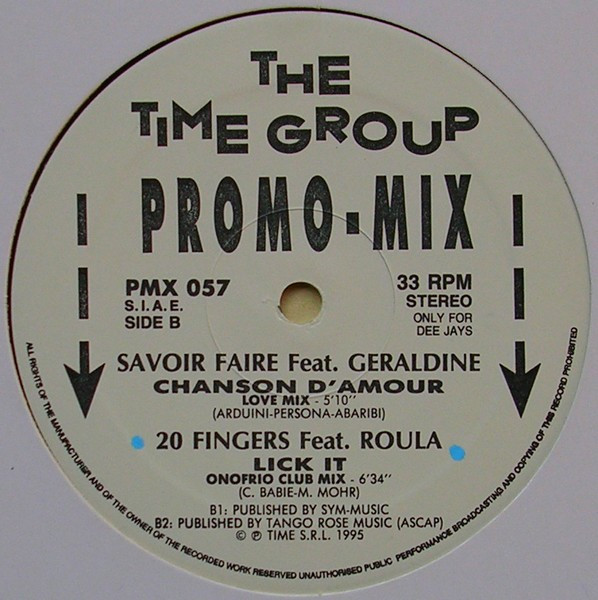 THE
TIME GROUP
PROMO-MIX
PMX 057
S.I.A.E.
SIDE B
33 RPM
STEREO
ONLY FOR
DEE JAYS
SAVOIR FAIRE Feat. GERALDINE
CHANSON D'AMOUR
LOVE MIX - 5'10''
(ARDUINI-PERSONA-ABARIBI)
20 FINGERS Feat. ROULA
LICK IT
ONOFRIO CLUB MIX - 6'34''
(C. BABIE-M. MOHR)
B1: PUBLISHED BY SYM-MUSIC
B2: PUBLISHED BY TANGO ROSE MUSIC (ASCAP)
© ℗ TIME S.R.L. 1995
ALL RIGHTS OF THE MANUFACTURER AND OF THE OWNER OF THE RECORDED WORK RESERVED UNAUTHORISED PUBLIC PERFORMANCE BROADCASTING AND COPYING OF THIS RECORD PROHIBITED